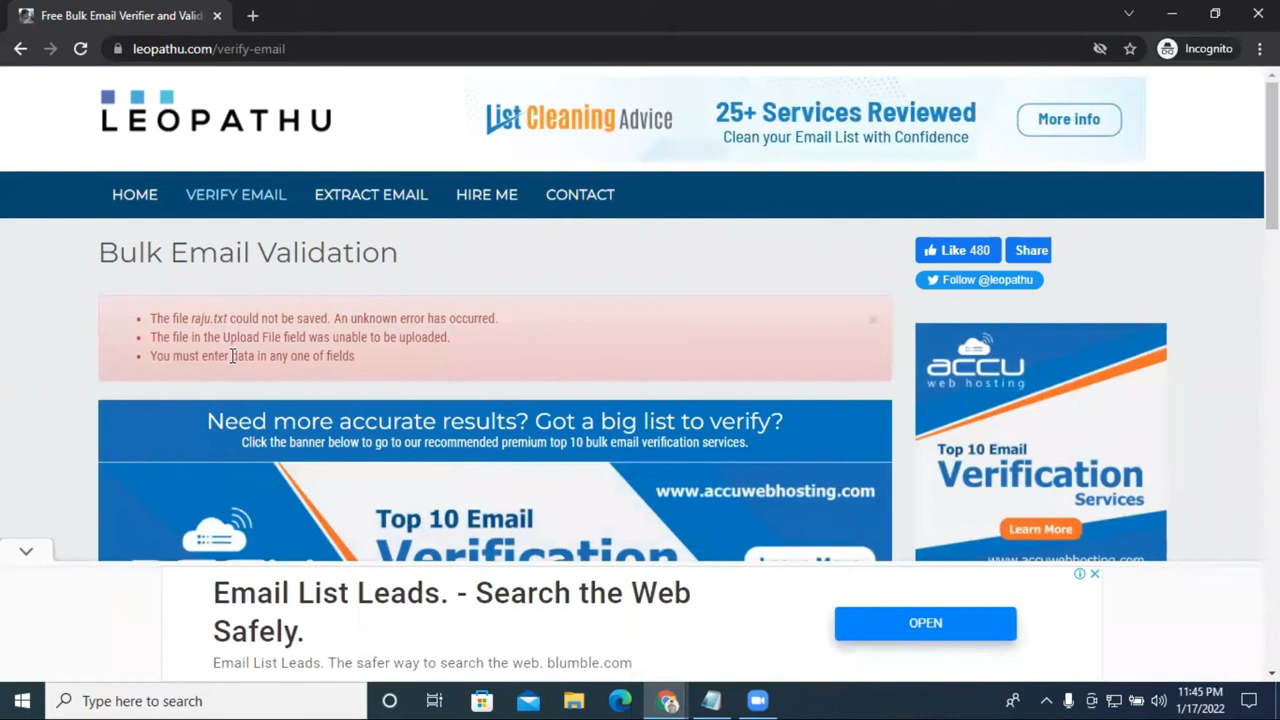 Free Bulk Email Verifier and Valid
leopathu.com/verify-email
Incognito
LEOPATHU
List Cleaning Advice
25+ Services Reviewed
Clean your Email List with Confidence
More info
HOME
VERIFY EMAIL
EXTRACT EMAIL
HIRE ME
CONTACT
Bulk Email Validation
Like 480
Share
Follow @leopathu
The file raju.txt could not be saved. An unknown error has occurred.
The file in the Upload File field was unable to be uploaded.
You must enter data in any one of fields
×
Need more accurate results? Got a big list to verify?
Click the banner below to go to our recommended premium top 10 bulk email verification services.
www.accuwebhosting.com
Top 10 Email
Verification
ACCU
web hosting
Top 10 Email
Verification
Services
Learn More
www.accuwebhosting.com
Email List Leads. - Search the Web
Safely.
Email List Leads. The safer way to search the web. blumble.com
OPEN
Type here to search
11:45 PM
1/17/2022